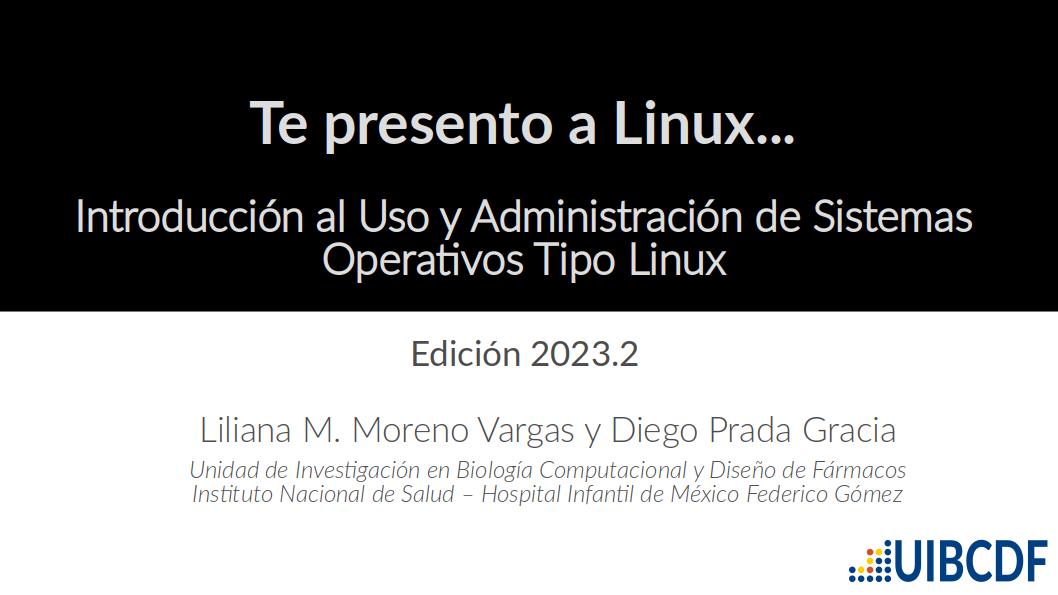 Te presento a Linux...
Introducción al Uso y Administración de Sistemas
Operativos Tipo Linux
Edición 2023.2
Liliana M. Moreno Vargas y Diego Prada Gracia
Unidad de Investigación en Biología Computacional y Diseño de Fármacos
Instituto Nacional de Salud – Hospital Infantil de México Federico Gómez
UIBCDF